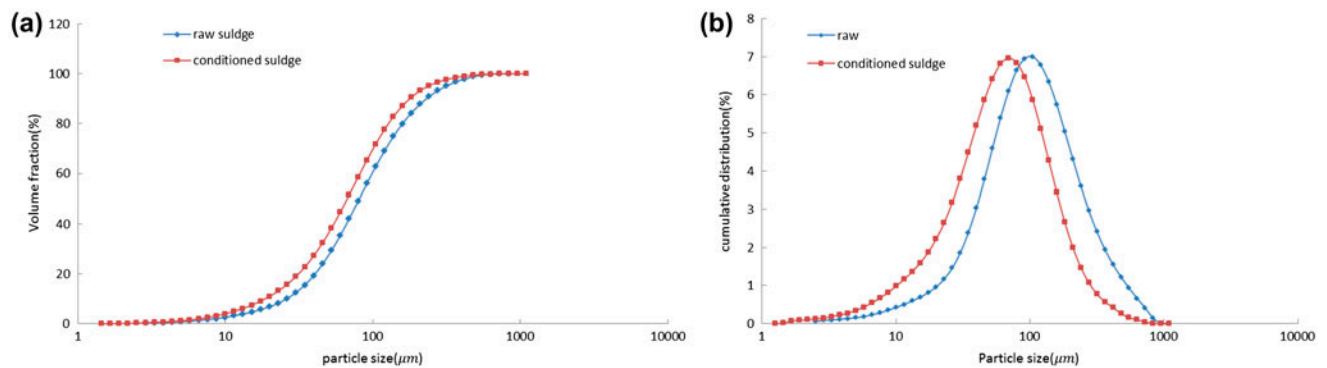 (a)
raw suldge
conditioned suldge
Volume fraction(%)
120
100
80
60
40
20
0
1 10 100 1000 10000
particle size(μm)
(b)
raw
conditioned suldge
cumulative distribution(%)
8
7
6
5
4
3
2
1
0
1 10 100 1000 10000
Particle size(μm)